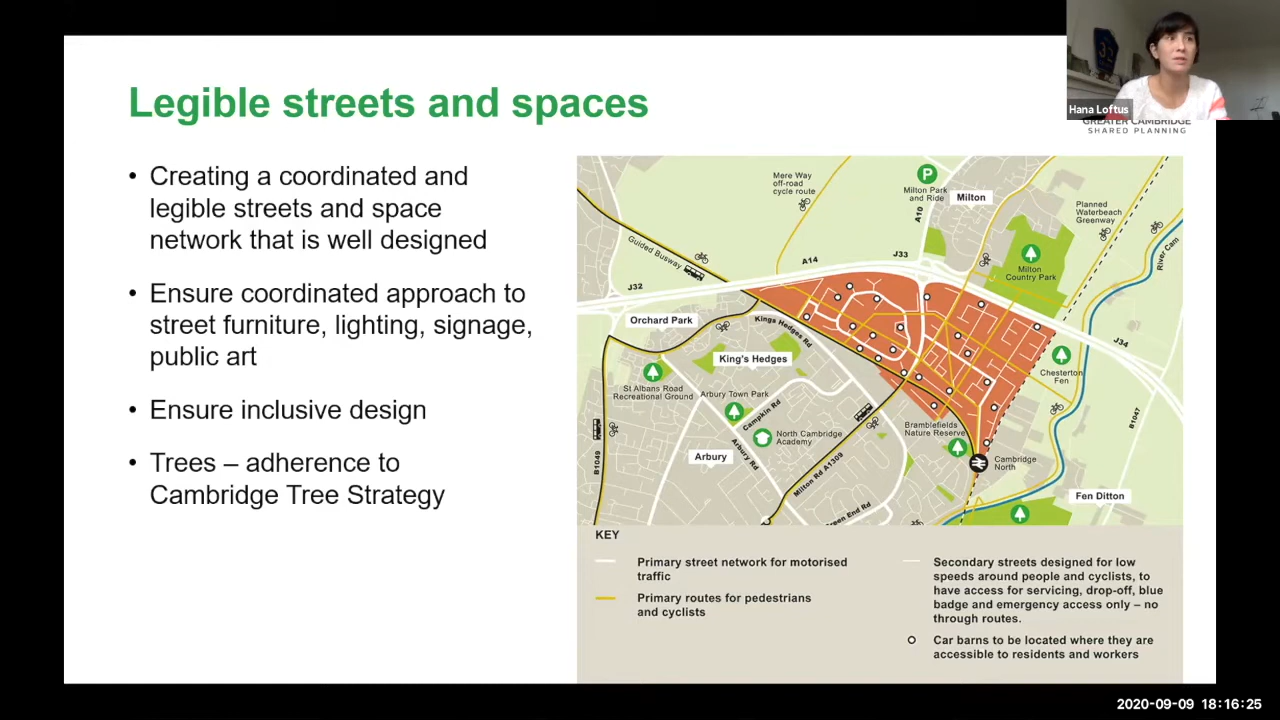 Legible streets and spaces
Hana Loftus
GREATER CAMBRIDGE
SHARED PLANNING
• Creating a coordinated and
legible streets and space
network that is well designed
• Ensure coordinated approach to
street furniture, lighting, signage,
public art
• Ensure inclusive design
• Trees – adherence to
Cambridge Tree Strategy
Mere Way
off-road
cycle route
P
Milton Park
and Ride
Milton
A10
Planned
Waterbeach
Greenway
River Cam
Guided Busway
A14
J33
Milton
Country Park
J32
Orchard Park
Kings Hedges Rd
J34
King's Hedges
Chesterton
Fen
St Albans Road
Recreational Ground
Arbury Town Park
Campkin Rd
B1047
North Cambridge
Academy
Bramblefields
Nature Reserve
B1049
Arbury
Arbury Rd
Milton Rd A1309
Cambridge
North
Fen Ditton
Green End Rd
KEY
Primary street network for motorised
traffic
Primary routes for pedestrians
and cyclists
Secondary streets designed for low
speeds around people and cyclists, to
have access for servicing, drop-off, blue
badge and emergency access only – no
through routes.
Car barns to be located where they are
accessible to residents and workers
2020-09-09 18:16:25